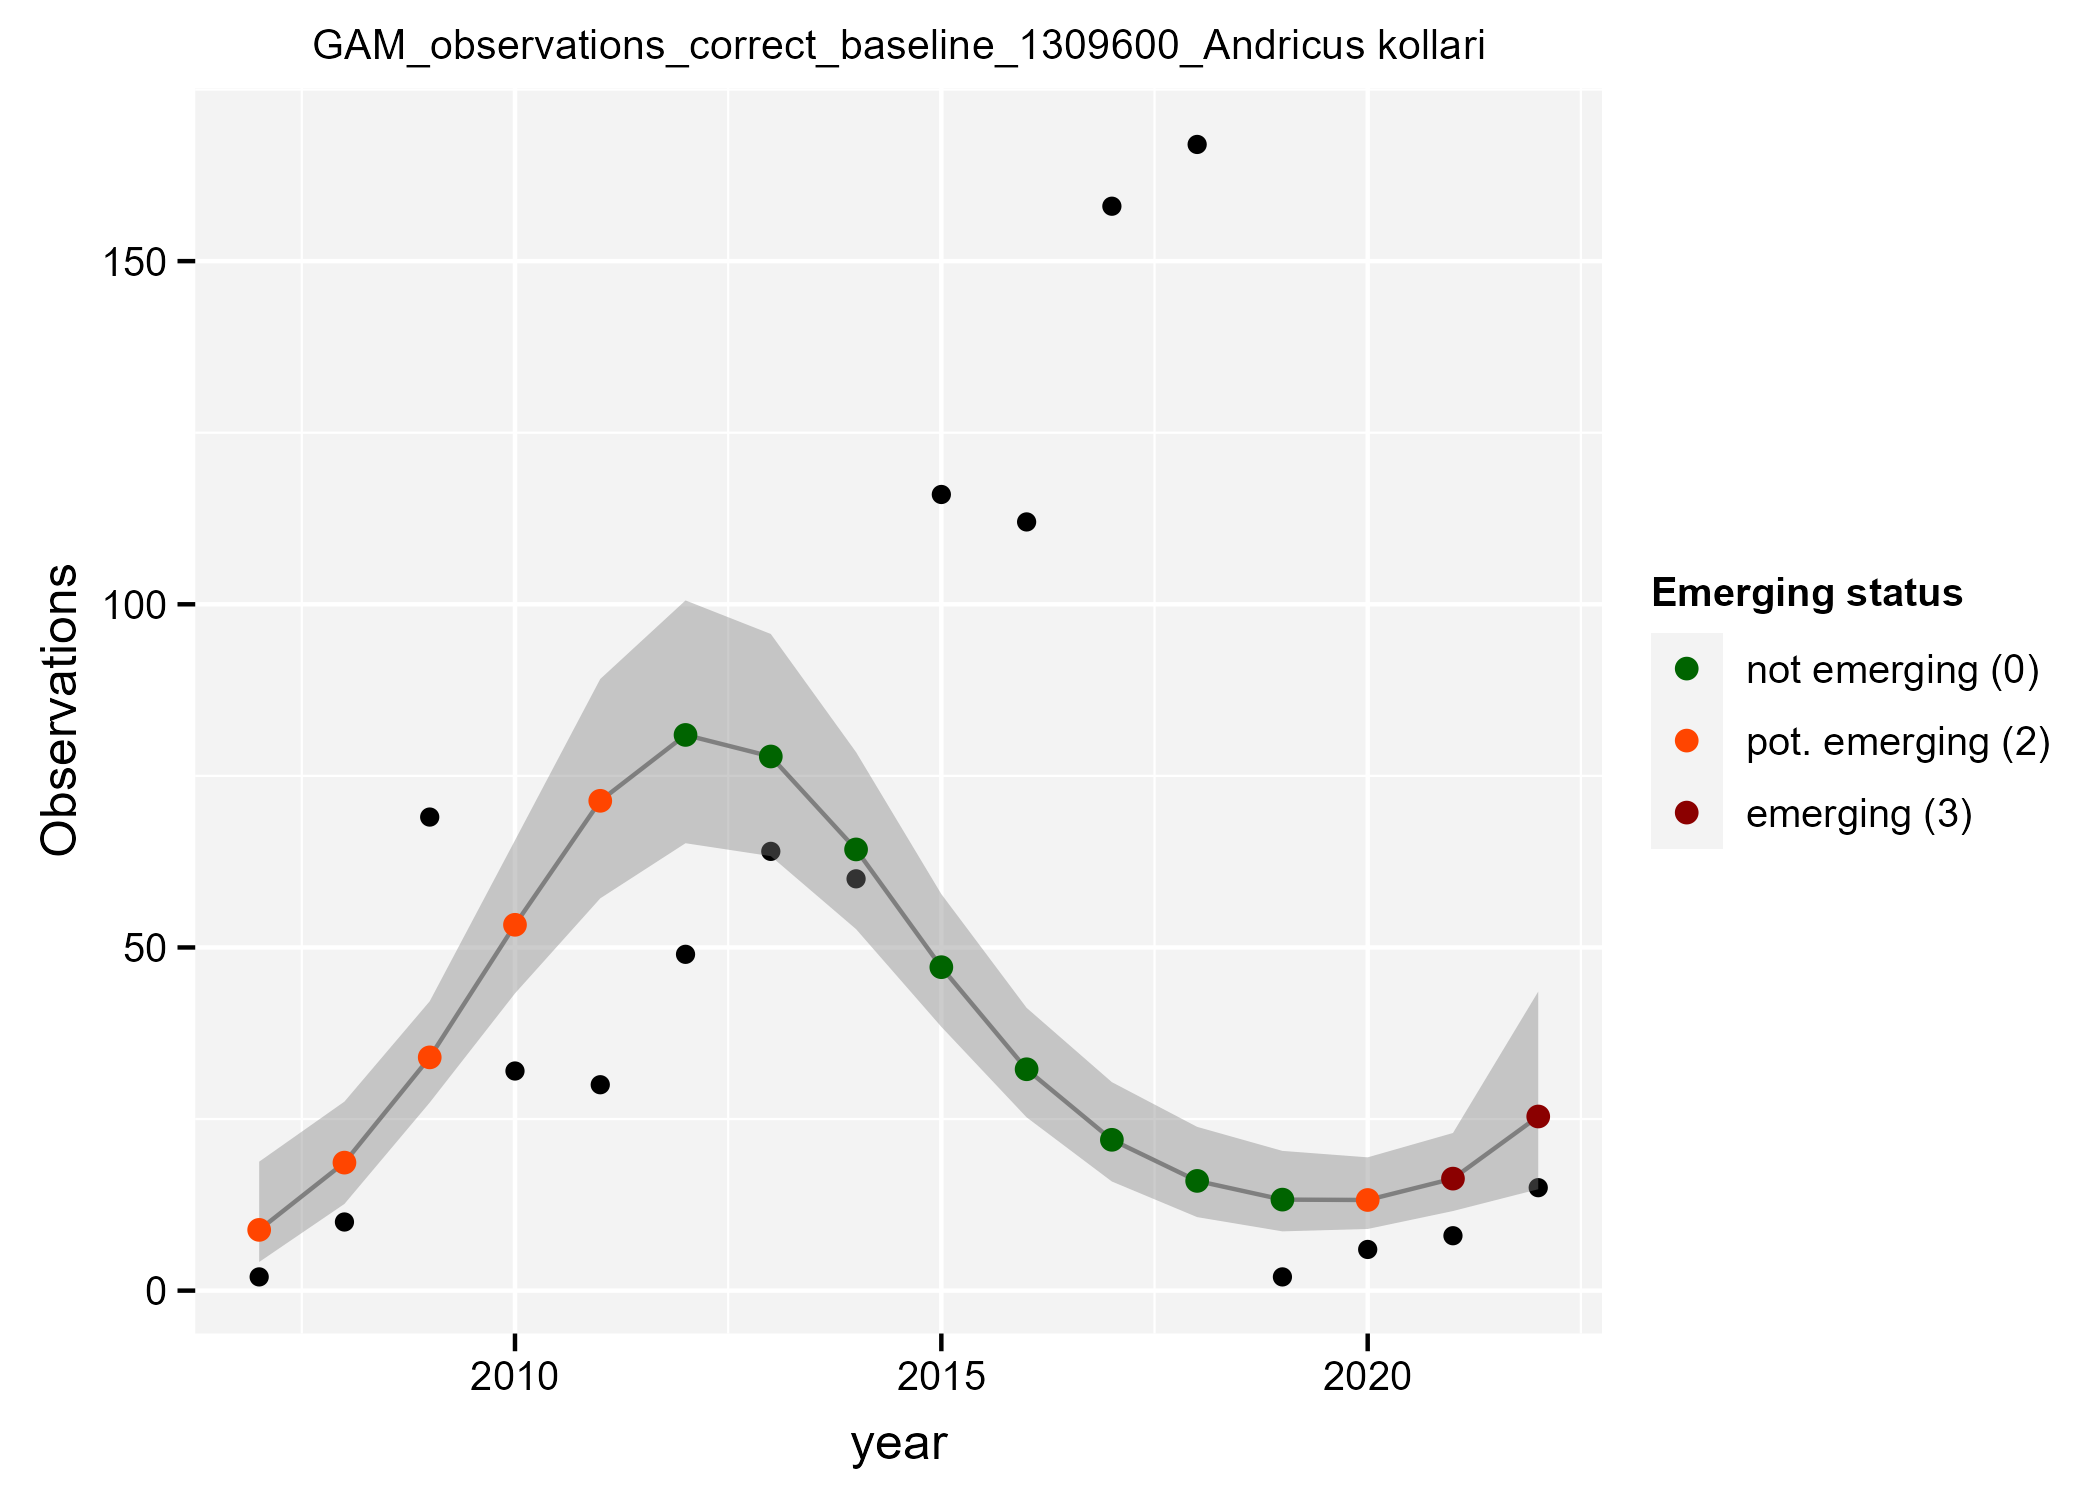 GAM_observations_correct_baseline_1309600_Andricus kollari
150
100
50
0
Observations
2010
2015
2020
year
Emerging status
not emerging (0)
pot. emerging (2)
emerging (3)